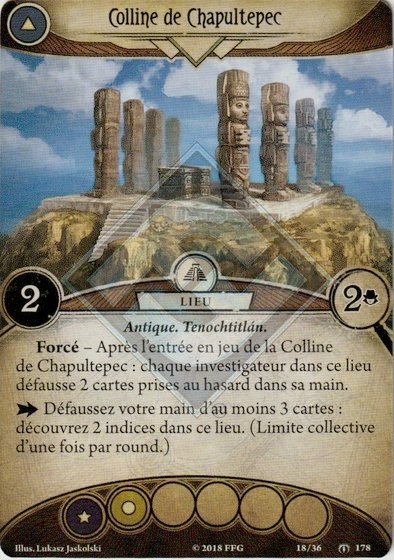 Colline de Chapultepec
2
LIEU
2
Antique. Tenochtitlán.
Forcé – Après l'entrée en jeu de la Colline
de Chapultepec : chaque investigateur dans ce lieu
défausse 2 cartes prises au hasard dans sa main.
Défaussez votre main d'au moins 3 cartes :
découvrez 2 indices dans ce lieu. (Limite collective
d'une fois par round.)
Illus. Lukasz Jaskolski
© 2018 FFG
18/36
178